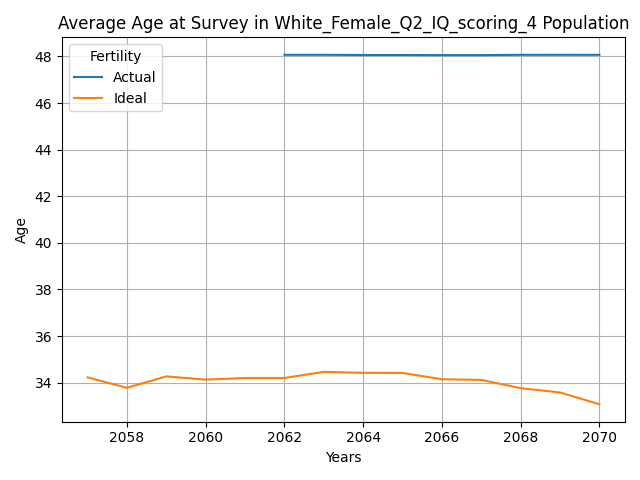 Average Age at Survey in White_Female_Q2_IQ_scoring_4 Population
Fertility
Actual
Ideal
48
46
44
42
40
38
36
34
Age
2058 2060 2062 2064 2066 2068 2070
Years